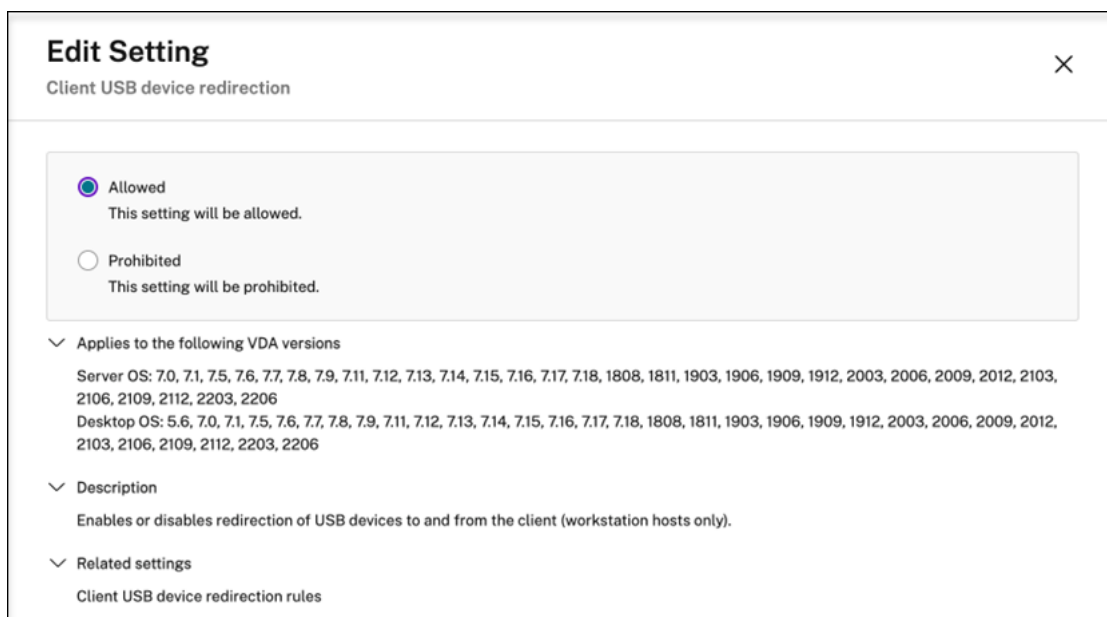 Edit Setting
Client USB device redirection
Allowed
This setting will be allowed.
Prohibited
This setting will be prohibited.
Applies to the following VDA versions
Server OS: 7.0, 7.1, 7.5, 7.6, 7.7, 7.8, 7.9, 7.11, 7.12, 7.13, 7.14, 7.15, 7.16, 7.17, 7.18, 1808, 1811, 1903, 1906, 1909, 1912, 2003, 2006, 2009, 2012, 2103,
2106, 2109, 2112, 2203, 2206
Desktop OS: 5.6, 7.0, 7.1, 7.5, 7.6, 7.7, 7.8, 7.9, 7.11, 7.12, 7.13, 7.14, 7.15, 7.16, 7.17, 7.18, 1808, 1811, 1903, 1906, 1909, 1912, 2003, 2006, 2009, 2012,
2103, 2106, 2109, 2112, 2203, 2206
Description
Enables or disables redirection of USB devices to and from the client (workstation hosts only).
Related settings
Client USB device redirection rules